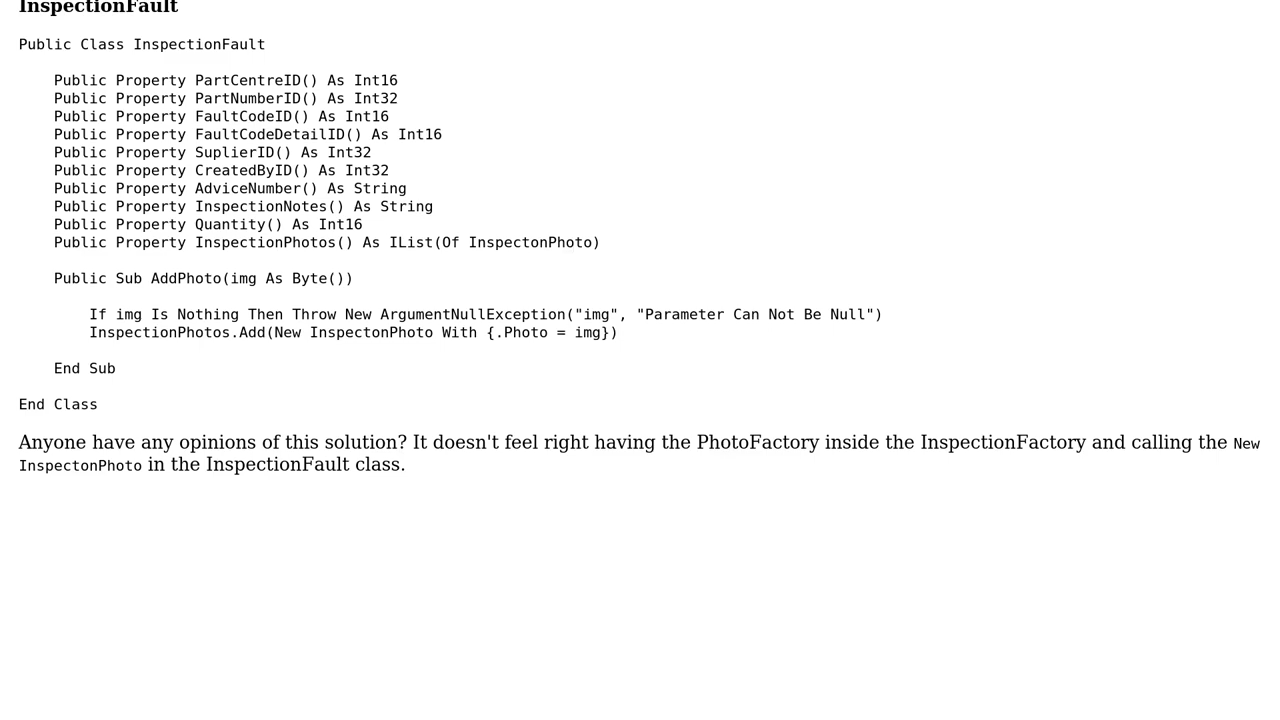 InspectionFault
Public Class InspectionFault
Public Property PartCentreID() As Int16
Public Property PartNumberID() As Int32
Public Property FaultCodeID() As Int16
Public Property FaultCodeDetailID() As Int16
Public Property SuplierID() As Int32
Public Property CreatedByID() As Int32
Public Property AdviceNumber() As String
Public Property InspectionNotes() As String
Public Property Quantity() As Int16
Public Property InspectionPhotos() As IList(Of InspectonPhoto)
Public Sub AddPhoto(img As Byte())
If img Is Nothing Then Throw New ArgumentNullException("img", "Parameter Can Not Be Null")
InspectionPhotos.Add(New InspectonPhoto With {.Photo = img})
End Sub
End Class
Anyone have any opinions of this solution? It doesn't feel right having the PhotoFactory inside the InspectionFactory and calling the New
InspectonPhoto in the InspectionFault class.